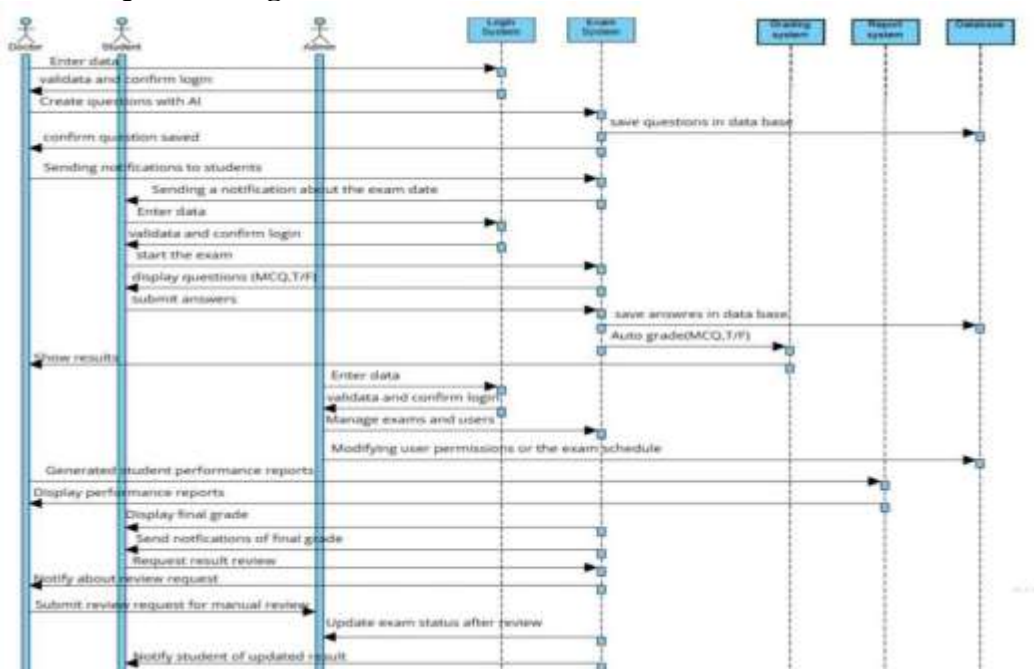 Doctor
Student
Admin
Login
System
Exam
System
Grading
system
Report
system
Database
Enter data
validata and confirm login
Create questions with AI
save questions in data base
confirm question saved
Sending notifications to students
Sending a notification about the exam date
Enter data
validata and confirm login
start the exam
display questions (MCQ,T/F)
submit answers
save answres in data base
Auto grade(MCQ,T/F)
Show results
Enter data
validata and confirm login
Manage exams and users
Modifying user permissions or the exam schedule
Generated student performance reports
Display performance reports
Display final grade
Send notfications of final grade
Request result review
Notify about review request
Submit review request for manual review
Update exam status after review
Notify student of updated result